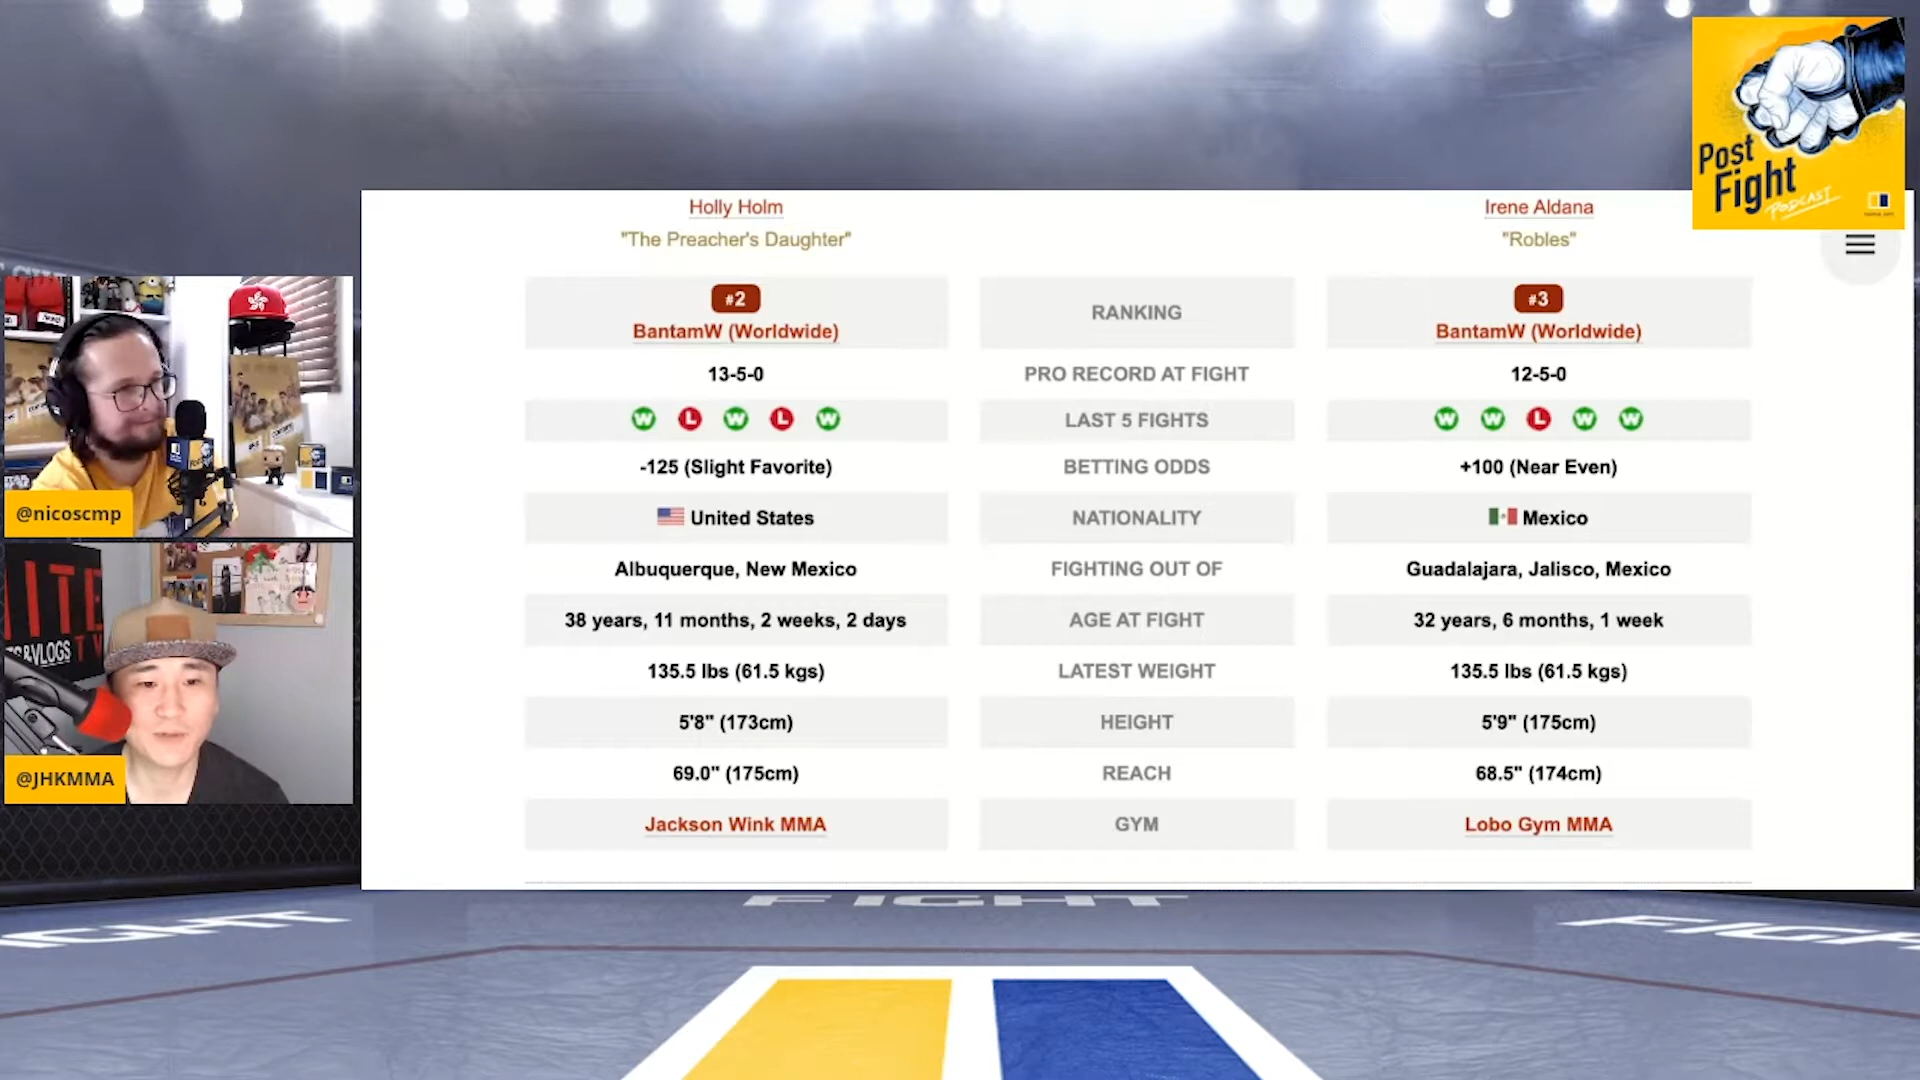 Post
Fight
PODCAST
Holly Holm
Irene Aldana
"The Preacher's Daughter"
"Robles"
#2
BantamW (Worldwide)
RANKING
#3
BantamW (Worldwide)
13-5-0
PRO RECORD AT FIGHT
12-5-0
W L W L W
LAST 5 FIGHTS
W W L W W
-125 (Slight Favorite)
BETTING ODDS
+100 (Near Even)
United States
NATIONALITY
Mexico
Albuquerque, New Mexico
FIGHTING OUT OF
Guadalajara, Jalisco, Mexico
38 years, 11 months, 2 weeks, 2 days
AGE AT FIGHT
32 years, 6 months, 1 week
135.5 lbs (61.5 kgs)
LATEST WEIGHT
135.5 lbs (61.5 kgs)
5'8" (173cm)
HEIGHT
5'9" (175cm)
69.0" (175cm)
REACH
68.5" (174cm)
Jackson Wink MMA
GYM
Lobo Gym MMA
@nicoscmp
ITE
&VLOGS
TV
@JHKMMA
FIGHT
IGHT
FIGH